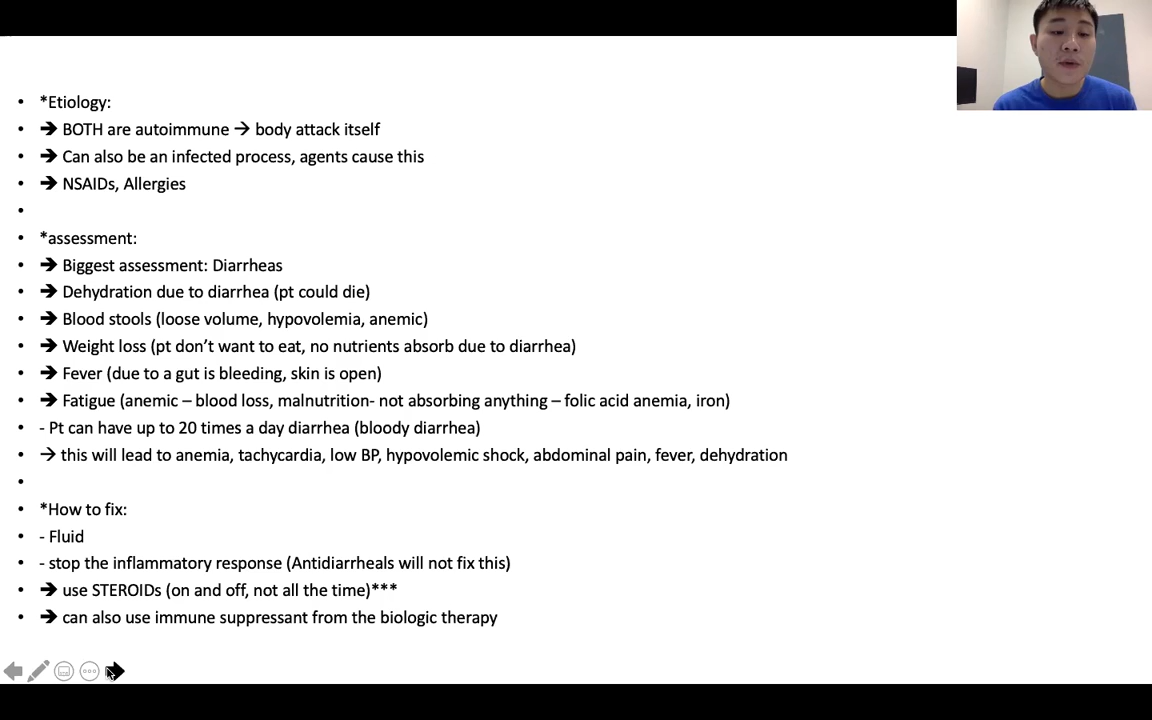 • *Etiology:
• ➔ BOTH are autoimmune → body attack itself
• ➔ Can also be an infected process, agents cause this
• ➔ NSAIDs, Allergies
•
• *assessment:
• ➔ Biggest assessment: Diarrheas
• ➔ Dehydration due to diarrhea (pt could die)
• ➔ Blood stools (loose volume, hypovolemia, anemic)
• ➔ Weight loss (pt don’t want to eat, no nutrients absorb due to diarrhea)
• ➔ Fever (due to a gut is bleeding, skin is open)
• ➔ Fatigue (anemic – blood loss, malnutrition- not absorbing anything – folic acid anemia, iron)
• - Pt can have up to 20 times a day diarrhea (bloody diarrhea)
• → this will lead to anemia, tachycardia, low BP, hypovolemic shock, abdominal pain, fever, dehydration
•
• *How to fix:
• - Fluid
• - stop the inflammatory response (Antidiarrheals will not fix this)
• ➔ use STEROIDs (on and off, not all the time)***
• ➔ can also use immune suppressant from the biologic therapy